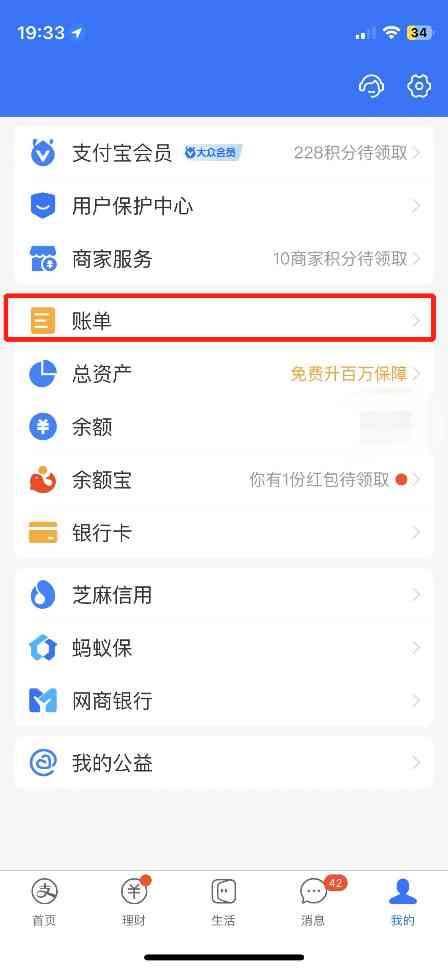 19:33
34
支付宝会员 大众会员 228积分待领取
用户保护中心
商家服务 10商家积分待领取
账单
总资产 免费升百万保障
余额
余额宝 你有1份红包待领取
银行卡
芝麻信用
蚂蚁保
网商银行
我的公益
42
首页 理财 生活 消息 我的